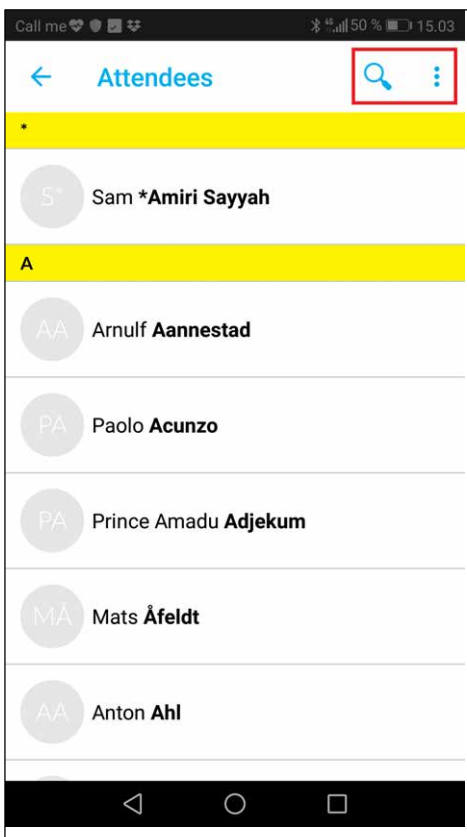 Call me 50 % 15.03
Attendees
*
S* Sam *Amiri Sayyah
A
AA Arnulf Aannestad
PA Paolo Acunzo
PA Prince Amadu Adjekum
MÅ Mats Åfeldt
AA Anton Ahl